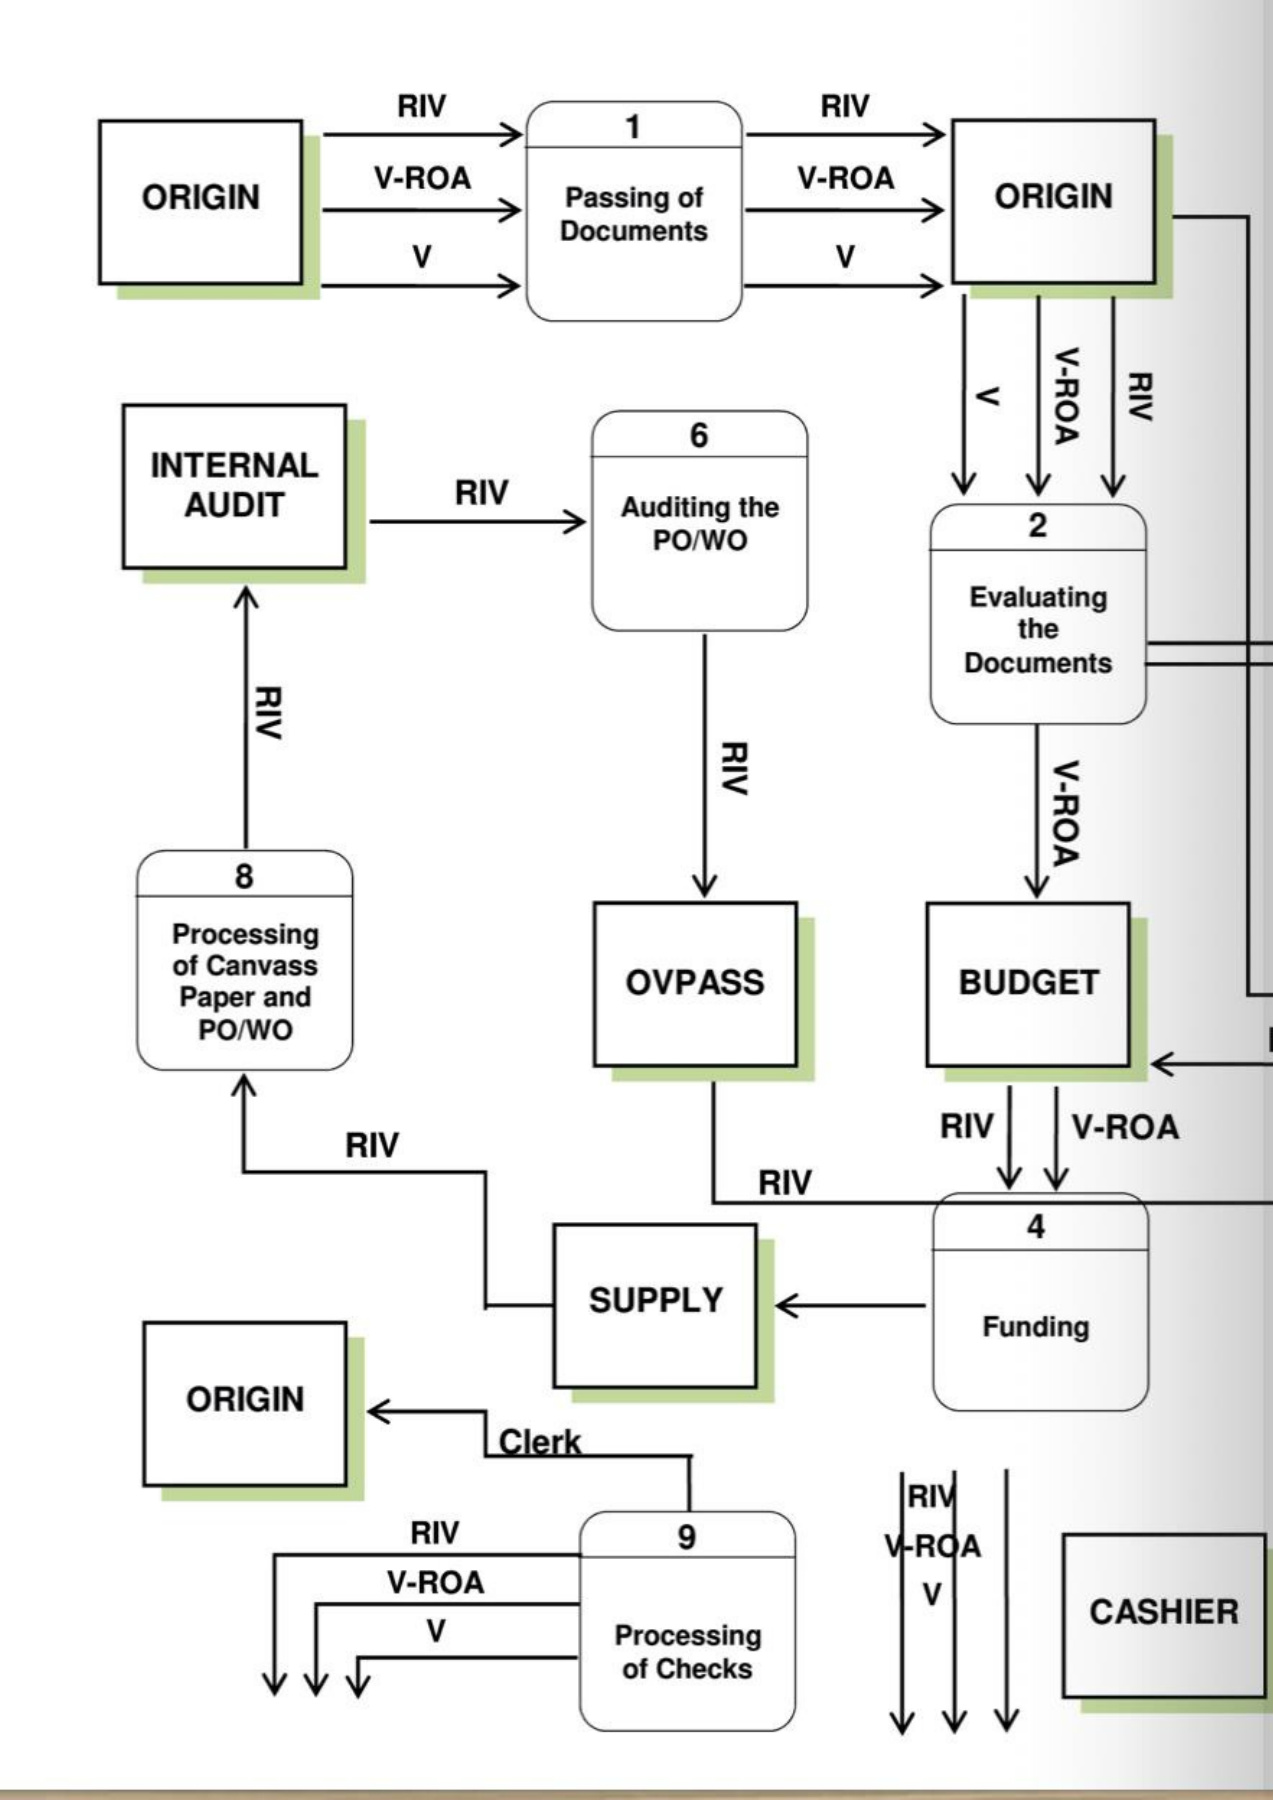 RIV
1
RIV
ORIGIN
V-ROA
Passing of
Documents
V-ROA
ORIGIN
V
V
V
V-ROA
RIV
INTERNAL
AUDIT
RIV
6
Auditing the
PO/WO
2
Evaluating
the
Documents
RIV
RIV
V-ROA
8
Processing
of Canvass
Paper and
PO/WO
OVPASS
BUDGET
RIV
V-ROA
RIV
RIV
4
Funding
SUPPLY
ORIGIN
Clerk
RIV
V-ROA
V
9
Processing
of Checks
RIV
V-ROA
V
CASHIER